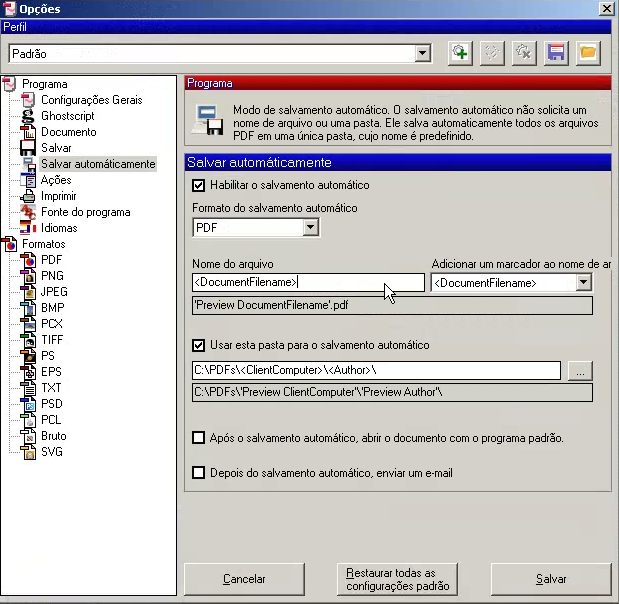 Opções
Perfil
Padrão
Programa
Configurações Gerais
Ghostscript
Documento
Salvar
Salvar automáticamente
Ações
Imprimir
Fonte do programa
Idiomas
Formatos
PDF
PNG
JPEG
BMP
PCX
TIFF
PS
EPS
TXT
PSD
PCL
Bruto
SVG
Programa
Modo de salvamento automático. O salvamento automático não solicita um
nome de arquivo ou uma pasta. Ele salva automaticamente todos os arquivos
PDF em uma única pasta, cujo nome é predefinido.
Salvar automáticamente
Habilitar o salvamento automático
Formato do salvamento automático
PDF
Nome do arquivo
Adicionar um marcador ao nome de ar
<DocumentFilename>
<DocumentFilename>
'Preview DocumentFilename'.pdf
Usar esta pasta para o salvamento automático
C:\PDFs\<ClientComputer>\<Author>\
...
C:\PDFs\'Preview ClientComputer'\'Preview Author'\
Após o salvamento automático, abrir o documento com o programa padrão.
Depois do salvamento automático, enviar um e-mail
Cancelar
Restaurar todas as
configurações padrão
Salvar